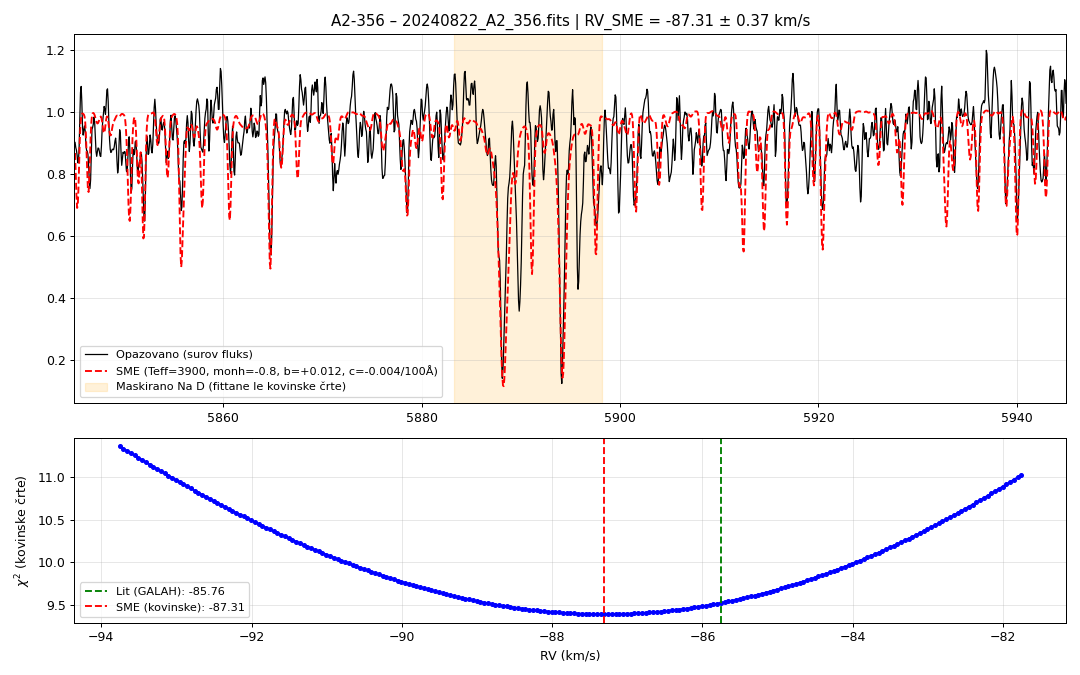 A2-356 – 20240822_A2_356.fits | RV_SME = -87.31 ± 0.37 km/s
1.2
1.0
0.8
0.6
0.4
0.2
Opazovano (surov fluks)
SME (Teff=3900, monh=-0.8, b=+0.012, c=-0.004/100Å)
Maskirano Na D (fittane le kovinske črte)
5860 5880 5900 5920 5940
χ² (kovinske črte)
11.0
10.5
10.0
9.5
Lit (GALAH): -85.76
SME (kovinske): -87.31
−94 −92 −90 −88 −86 −84 −82
RV (km/s)